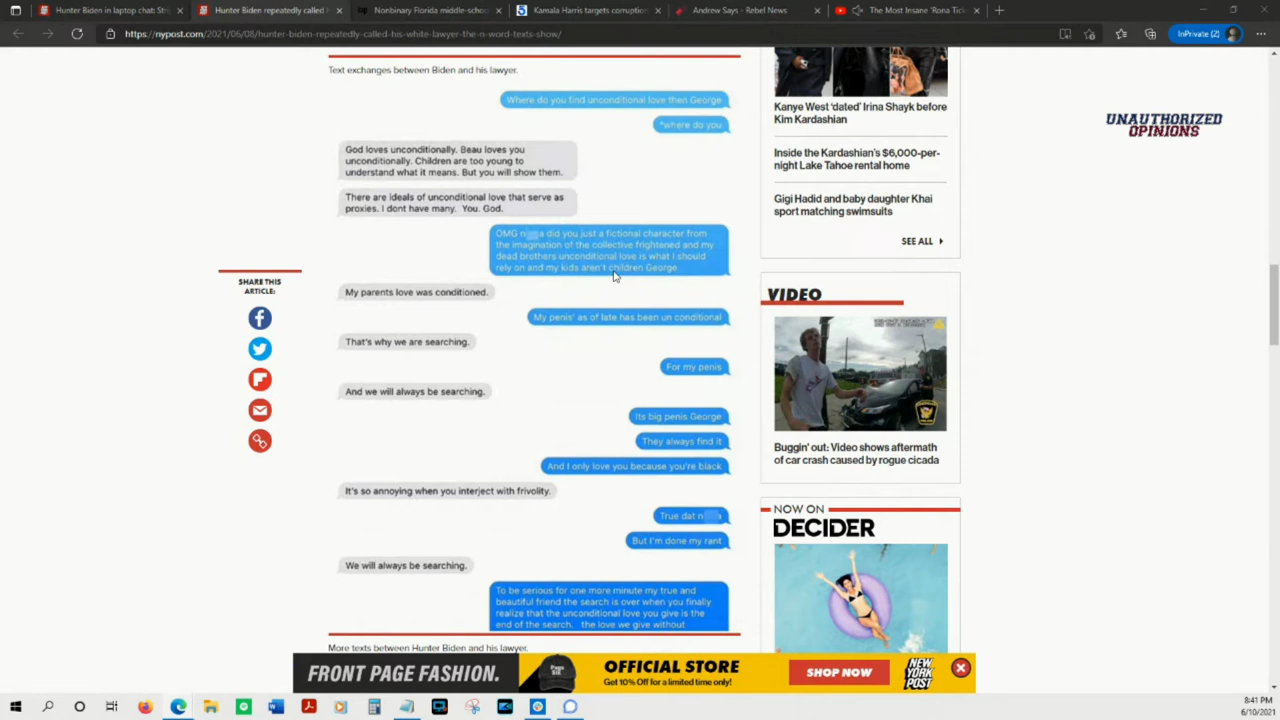 Hunter Biden in laptop chat: Stri
Hunter Biden repeatedly called
Nonbinary Florida middle-schoo
Kamala Harris targets corruption
Andrew Says - Rebel News
The Most Insane 'Rona Tick
https://nypost.com/2021/06/08/hunter-biden-repeatedly-called-his-white-lawyer-the-n-word-texts-show/
InPrivate (2)
Text exchanges between Biden and his lawyer.
Where do you find unconditional love then George
*where do you
God loves unconditionally. Beau loves you
unconditionally. Children are too young to
understand what it means. But you will show them.
There are ideals of unconditional love that serve as
proxies. I dont have many. You. God.
OMG n a did you just a fictional character from
the imagination of the collective frightened and my
dead brothers unconditional love is what I should
rely on and my kids aren't children George
My parents love was conditioned.
My penis' as of late has been un conditional
That's why we are searching.
For my penis
And we will always be searching.
Its big penis George
They always find it
And I only love you because you're black
It's so annoying when you interject with frivolity.
True dat n a
But I'm done my rant
We will always be searching.
To be serious for one more minute my true and
beautiful friend the search is over when you finally
realize that the unconditional love you give is the
end of the search. the love we give without
More texts between Hunter Biden and his lawyer.
SHARE THIS
ARTICLE:
Kanye West 'dated' Irina Shayk before
Kim Kardashian
Inside the Kardashian's $6,000-per-
night Lake Tahoe rental home
Gigi Hadid and baby daughter Khai
sport matching swimsuits
SEE ALL
VIDEO
Buggin' out: Video shows aftermath
of car crash caused by rogue cicada
NOW ON
DECIDER
UNAUTHORIZED
OPINIONS
FRONT PAGE FASHION.
OFFICIAL STORE
Get 10% Off for a limited time only!
SHOP NOW
NEW
YORK
POST
8:41 PM
6/10/2021